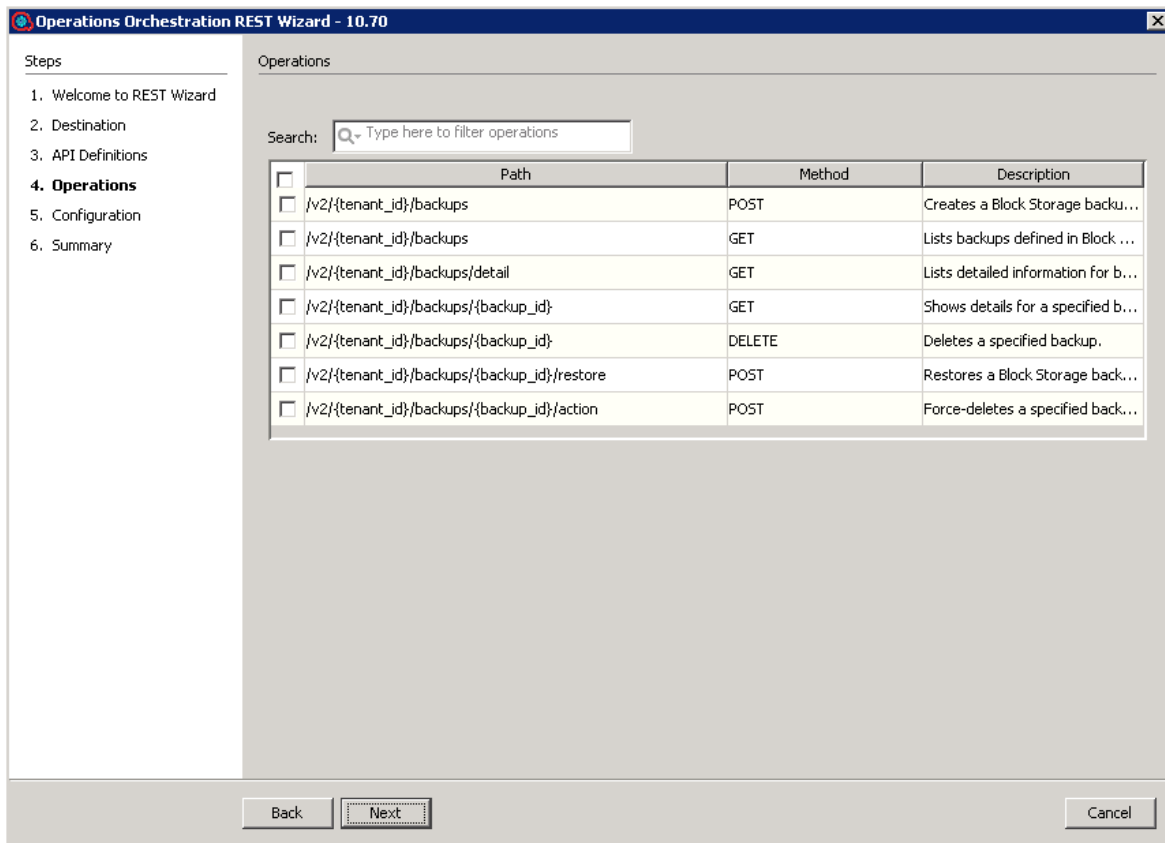 Operations Orchestration REST Wizard - 10.70
Steps
1. Welcome to REST Wizard
2. Destination
3. API Definitions
4. Operations
5. Configuration
6. Summary
Operations
Search: Type here to filter operations
Path Method Description
/v2/{tenant_id}/backups POST Creates a Block Storage backu...
/v2/{tenant_id}/backups GET Lists backups defined in Block ...
/v2/{tenant_id}/backups/detail GET Lists detailed information for b...
/v2/{tenant_id}/backups/{backup_id} GET Shows details for a specified b...
/v2/{tenant_id}/backups/{backup_id} DELETE Deletes a specified backup.
/v2/{tenant_id}/backups/{backup_id}/restore POST Restores a Block Storage back...
/v2/{tenant_id}/backups/{backup_id}/action POST Force-deletes a specified back...
Back Next Cancel